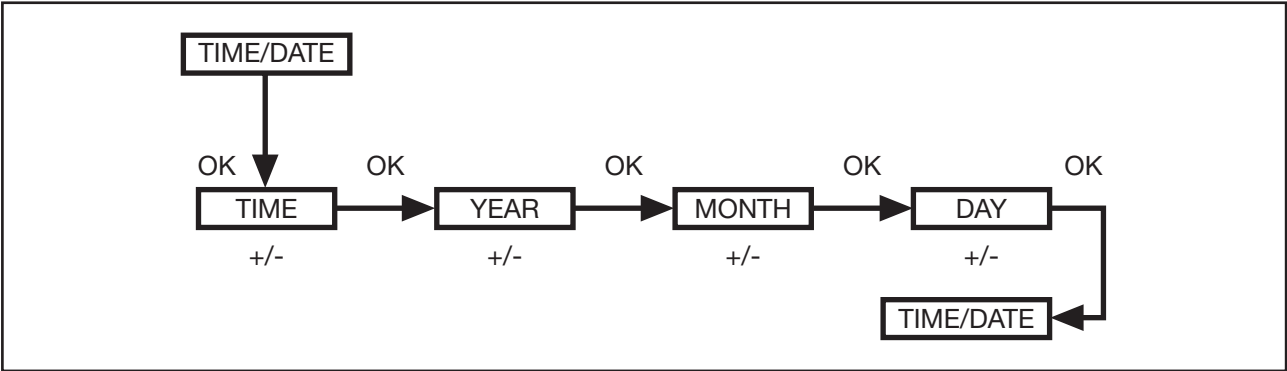 TIME/DATE
OK OK OK OK OK
TIME YEAR MONTH DAY
+/- +/- +/- +/-
TIME/DATE